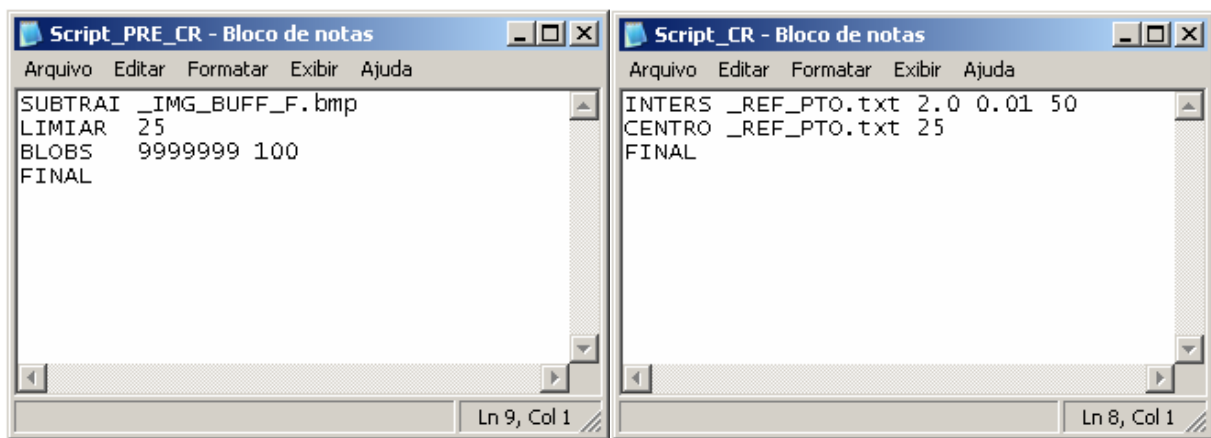 Script_PRE_CR - Bloco de notas
Arquivo Editar Formatar Exibir Ajuda
SUBTRAI _IMG_BUFF_F.bmp
LIMIAR 25
BLOBS 9999999 100
FINAL
Ln 9, Col 1
Script_CR - Bloco de notas
Arquivo Editar Formatar Exibir Ajuda
INTERS _REF_PTO.txt 2.0 0.01 50
CENTRO _REF_PTO.txt 25
FINAL
Ln 8, Col 1